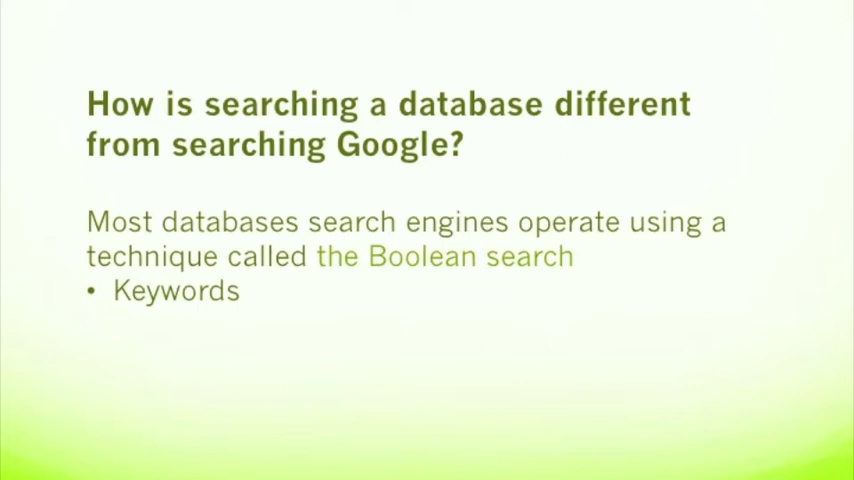 How is searching a database different
from searching Google?
Most databases search engines operate using a
technique called the Boolean search
• Keywords